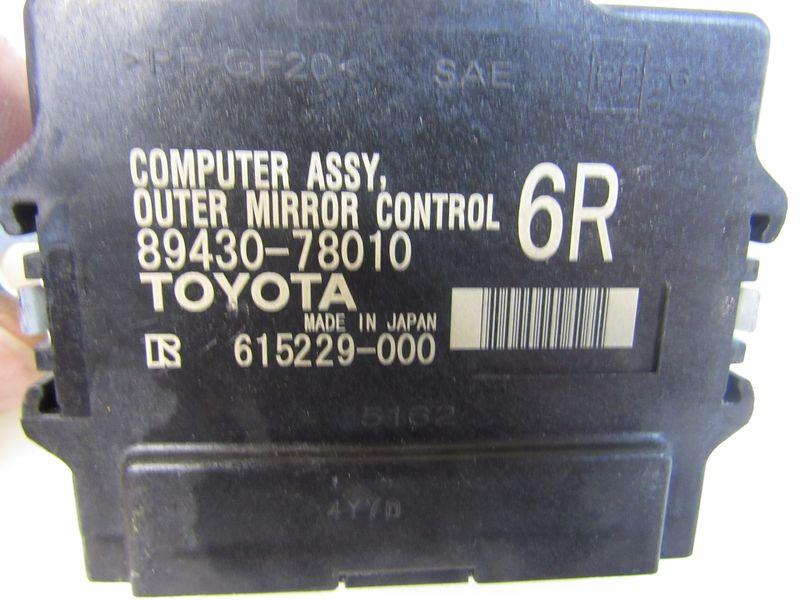 >PP-GF20<
SAE
PP-G
COMPUTER ASSY,
OUTER MIRROR CONTROL
6R
89430-78010
TOYOTA
MADE IN JAPAN
R 615229-000
5162
4Y7D